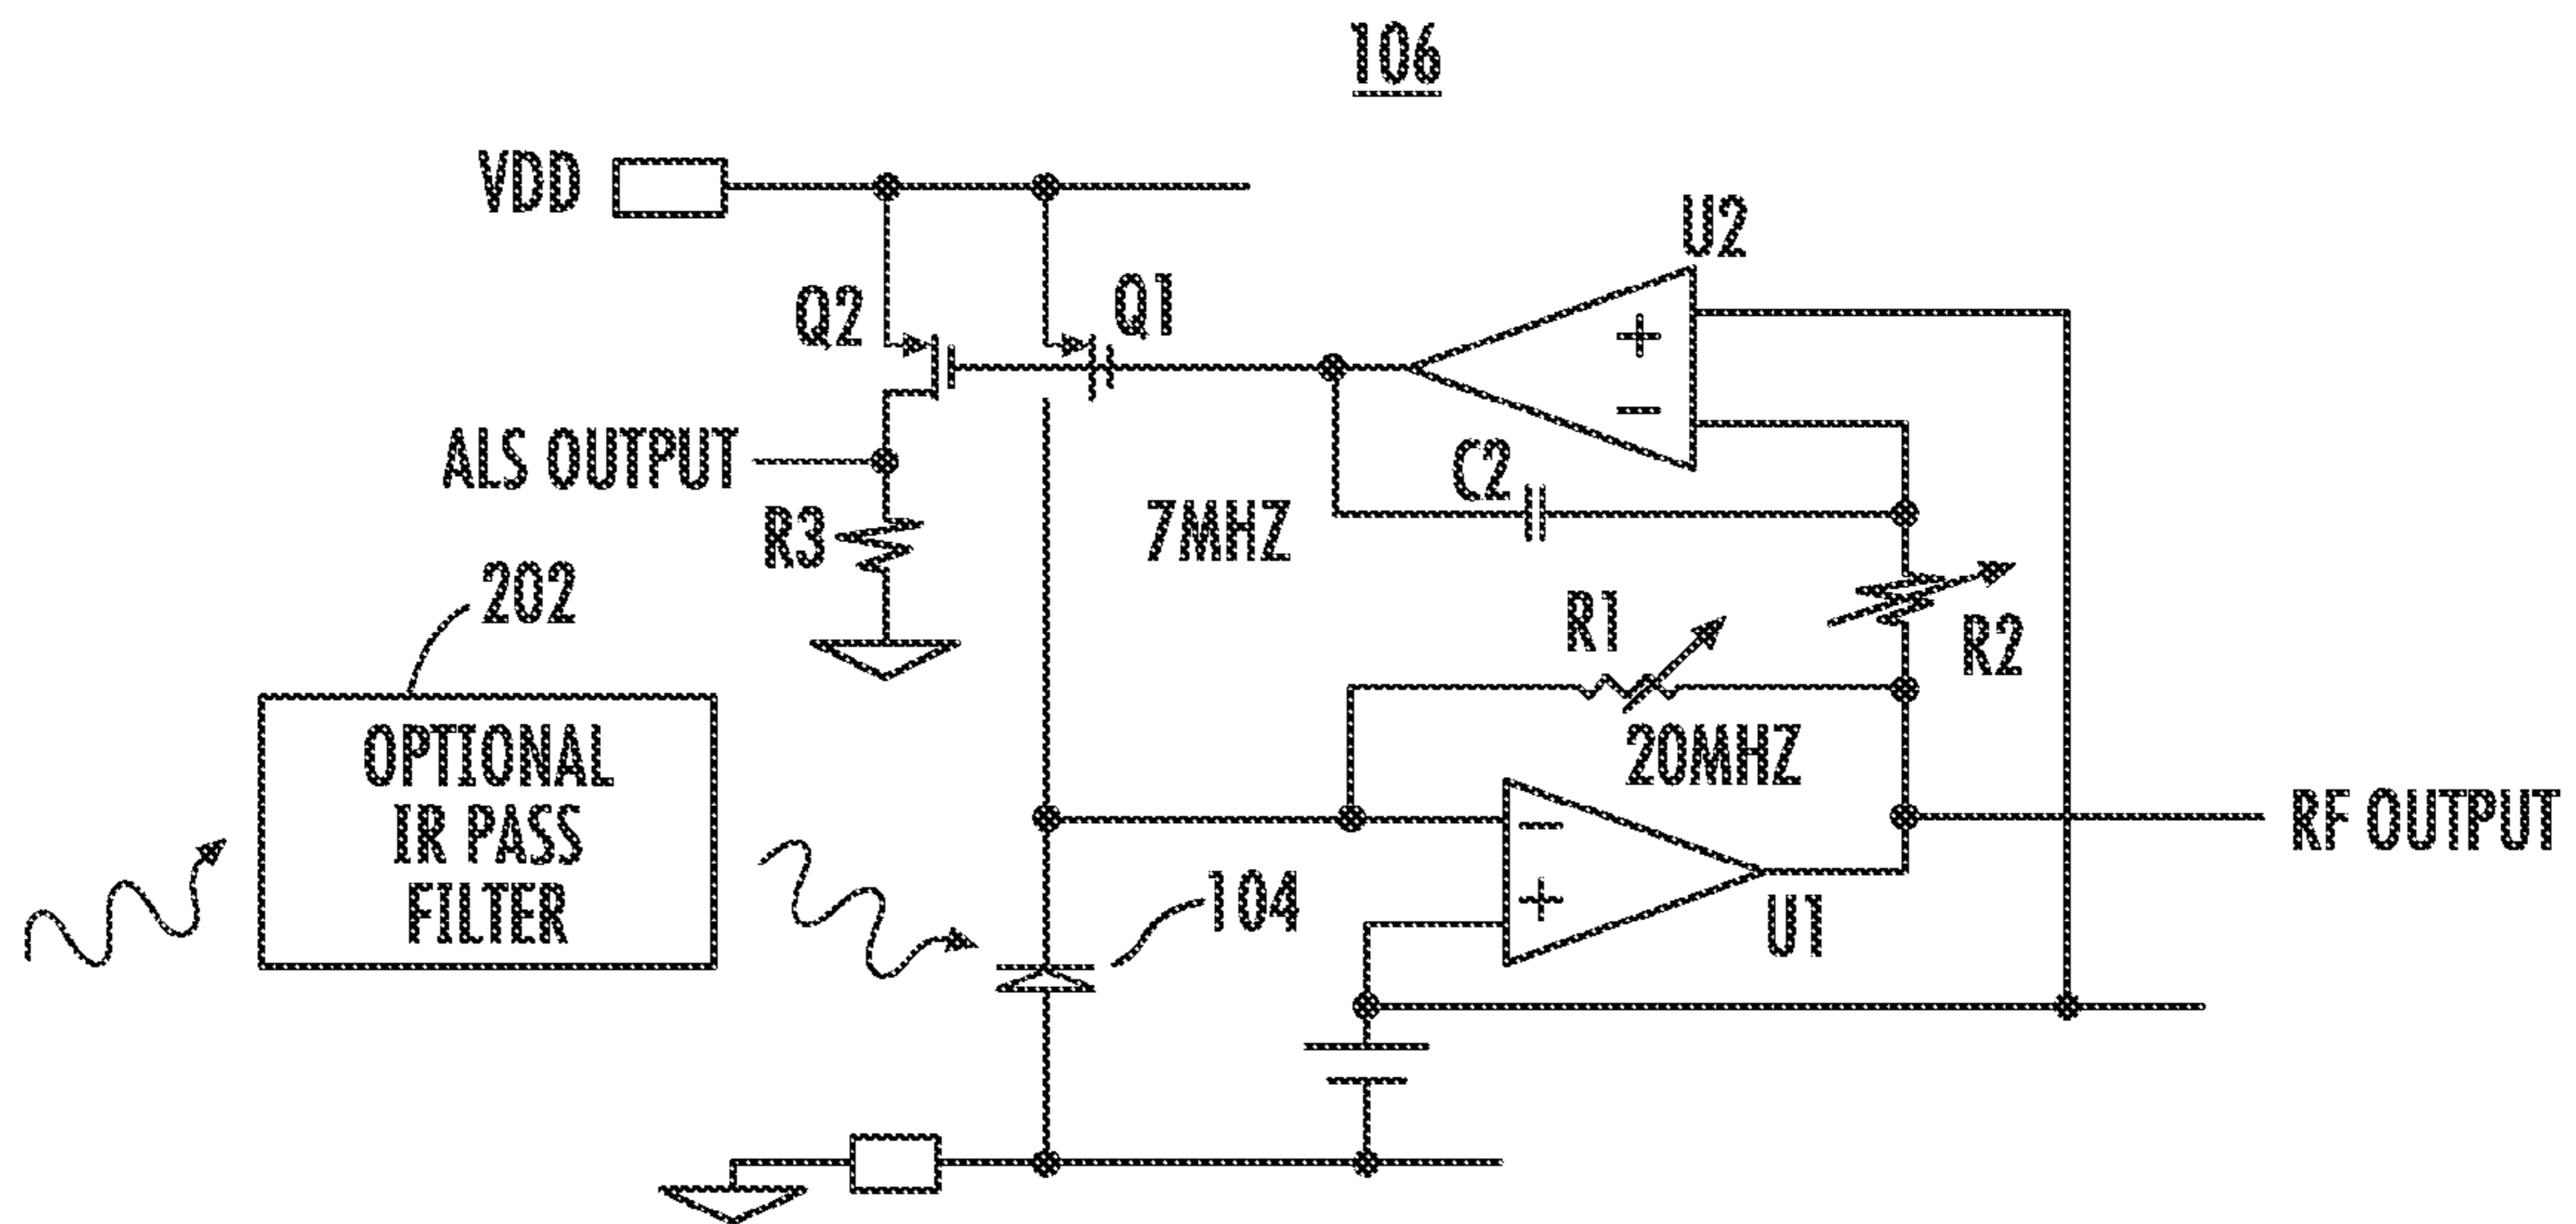 106
VDD
U2
Q2
Q1
+
−
ALS OUTPUT
C2
7MHZ
R3
202
R1
R2
OPTIONAL
IR PASS
FILTER
20MHZ
−
RF OUTPUT
104
+
U1